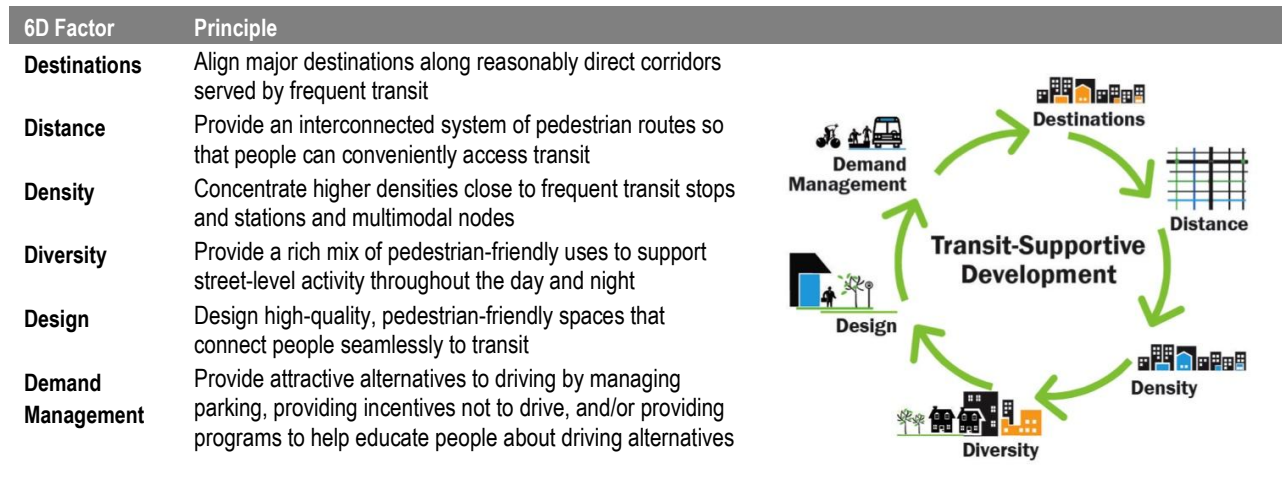 6D Factor Principle
Destinations Align major destinations along reasonably direct corridors
served by frequent transit
Distance Provide an interconnected system of pedestrian routes so
that people can conveniently access transit
Density Concentrate higher densities close to frequent transit stops
and stations and multimodal nodes
Diversity Provide a rich mix of pedestrian-friendly uses to support
street-level activity throughout the day and night
Design Design high-quality, pedestrian-friendly spaces that
connect people seamlessly to transit
Demand Provide attractive alternatives to driving by managing
Management parking, providing incentives not to drive, and/or providing
programs to help educate people about driving alternatives
Destinations
Demand
Management
Distance
Transit-Supportive
Development
Design
Density
Diversity